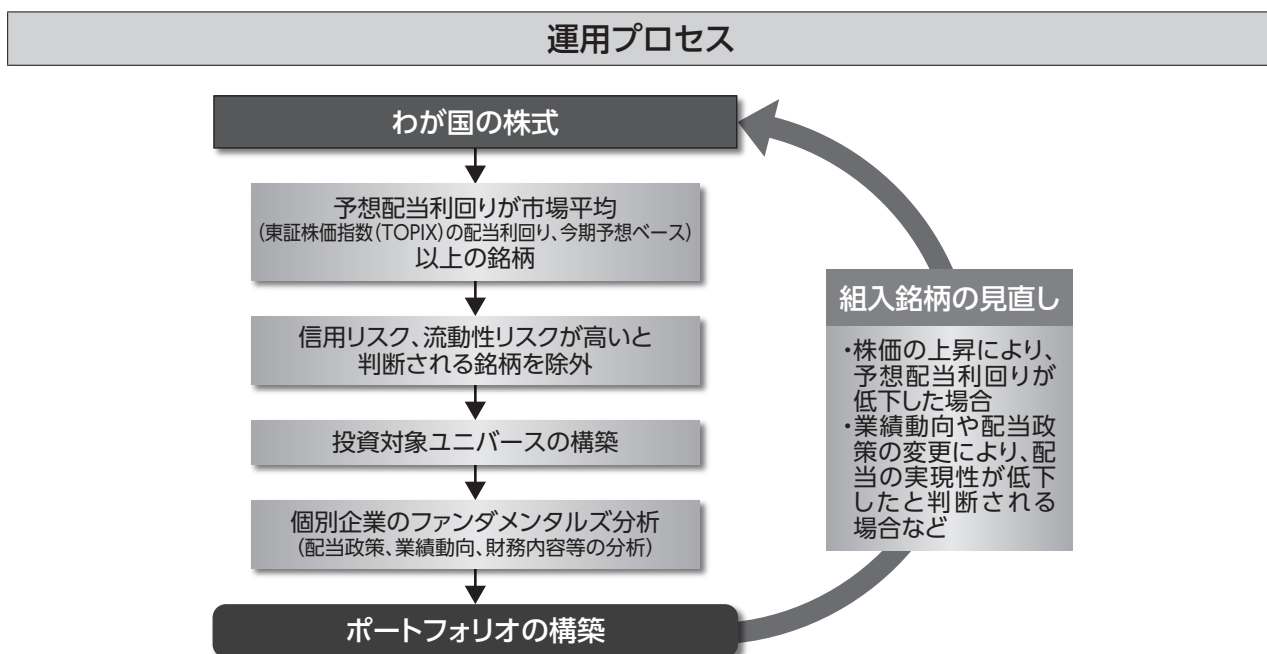 運用プロセス
わが国の株式
予想配当利回りが市場平均
(東証株価指数(TOPIX)の配当利回り、今期予想ベース)
以上の銘柄
信用リスク、流動性リスクが高いと
判断される銘柄を除外
投資対象ユニバースの構築
個別企業のファンダメンタルズ分析
(配当政策、業績動向、財務内容等の分析)
ポートフォリオの構築
組入銘柄の見直し
・株価の上昇により、
予想配当利回りが
低下した場合
・業績動向や配当政
策の変更により、配
当の実現性が低下
したと判断される
場合など